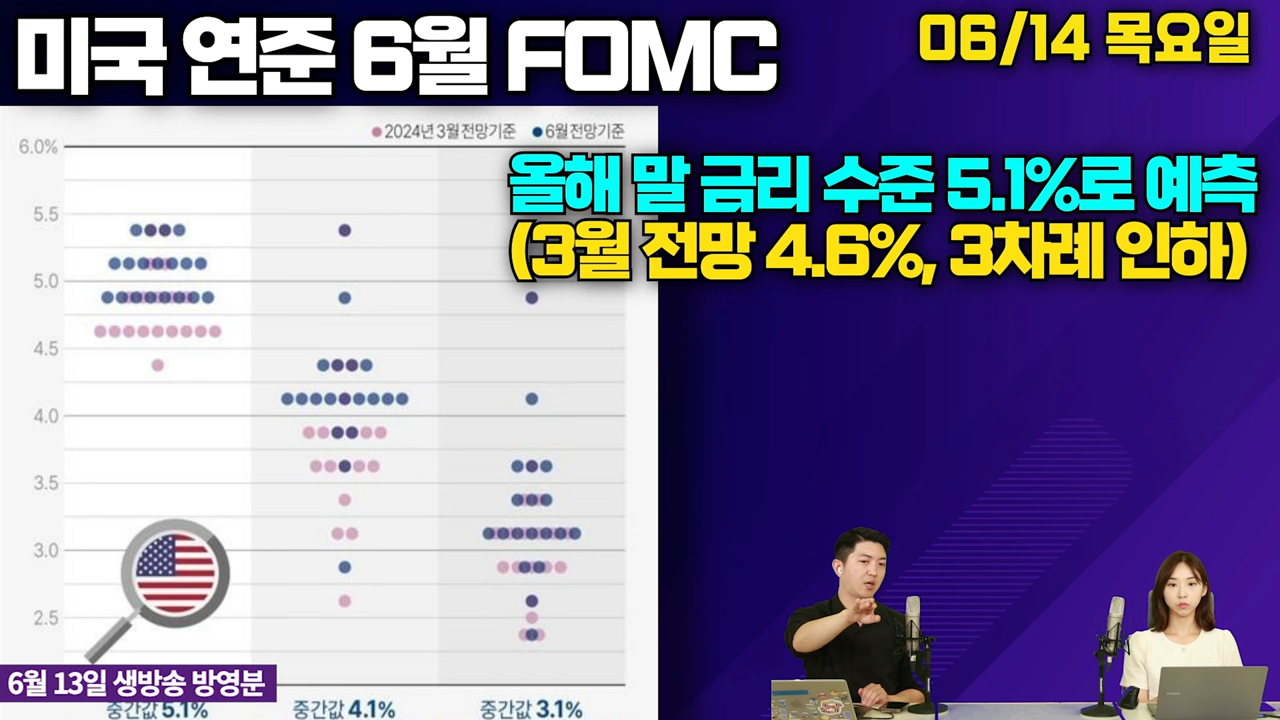 미국 연준 6월 FOMC
06/14 목요일
2024년 3월 전망기준
6월 전망기준
올해 말 금리 수준 5.1%로 예측
(3월 전망 4.6%, 3차례 인하)
6.0%
5.5
5.0
4.5
4.0
3.5
3.0
2.5
6월 13일 생방송 방영분
중간값 5.1%
중간값 4.1%
중간값 3.1%